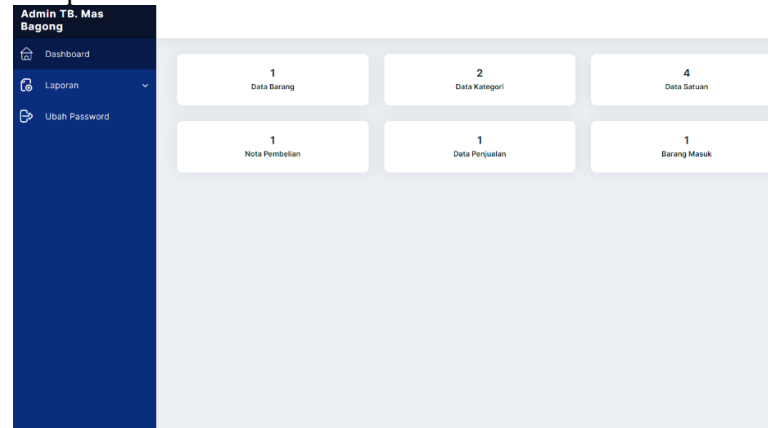 Admin TB. Mas
Bagong
Dashboard
Laporan
Ubah Password
1
Data Barang
2
Data Kategori
4
Data Satuan
1
Nota Pembelian
1
Data Penjualan
1
Barang Masuk